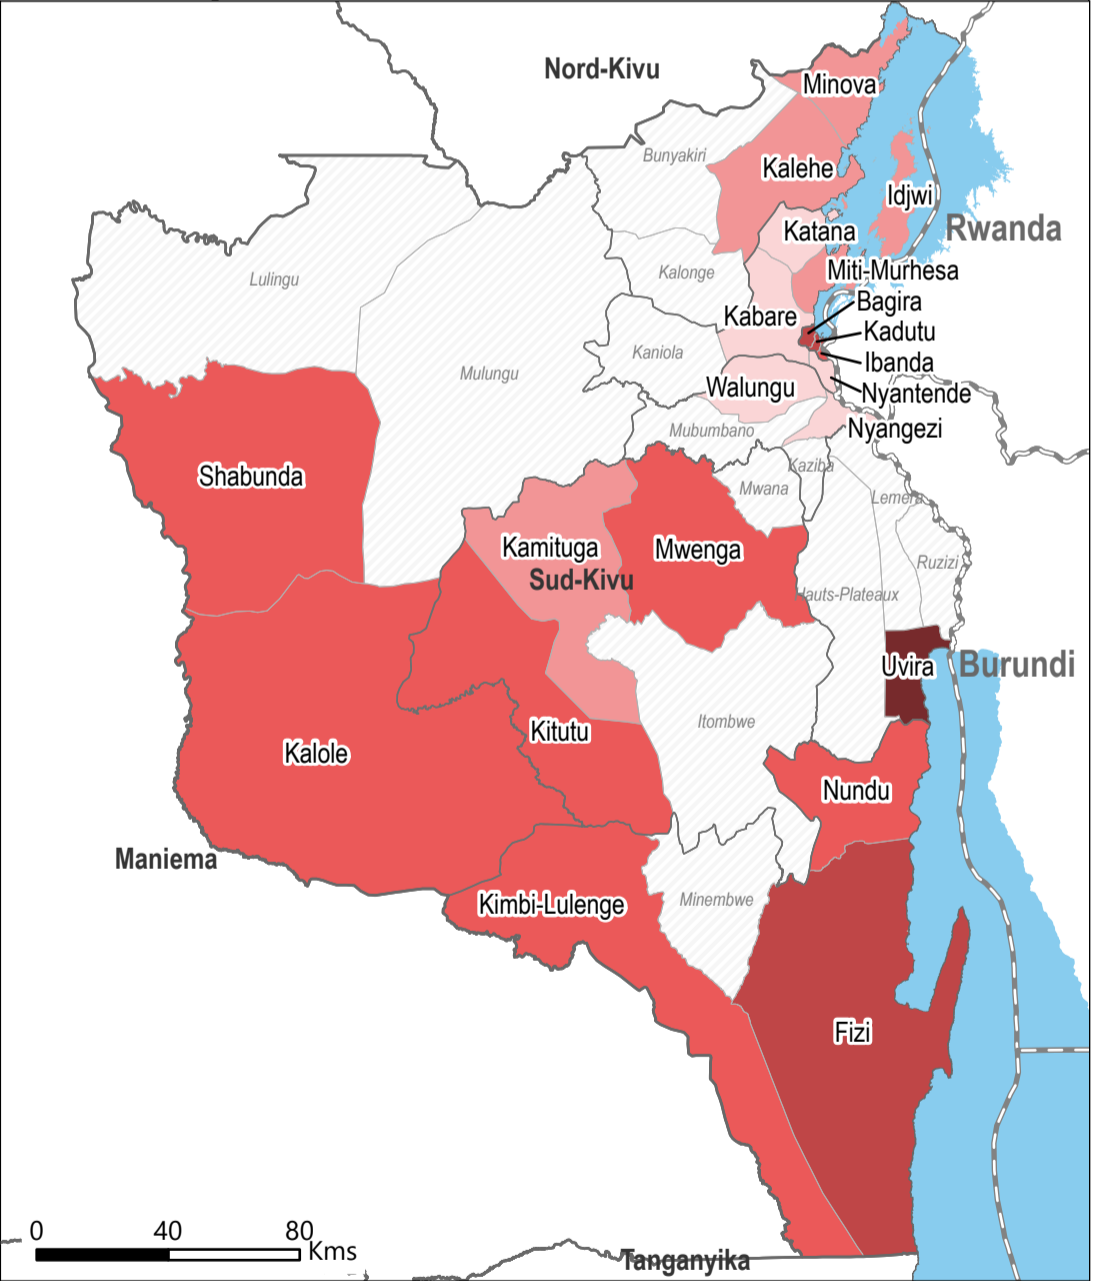 Nord-Kivu
Minova
Bunyakiri
Kalehe
Idjwi
Katana
Rwanda
Lulingu
Kalonge
Miti-Murhesa
Bagira
Kabare
Kadutu
Kaniola
Ibanda
Mulungu
Walungu
Nyantende
Mubumbano
Nyangezi
Kaziba
Shabunda
Mwana
Lemera
Kamituga
Mwenga
Ruzizi
Sud-Kivu
Hauts-Plateaux
Uvira
Burundi
Itombwe
Kitutu
Kalole
Nundu
Maniema
Minembwe
Kimbi-Lulenge
Fizi
0 40 80
Kms
Tanganyika